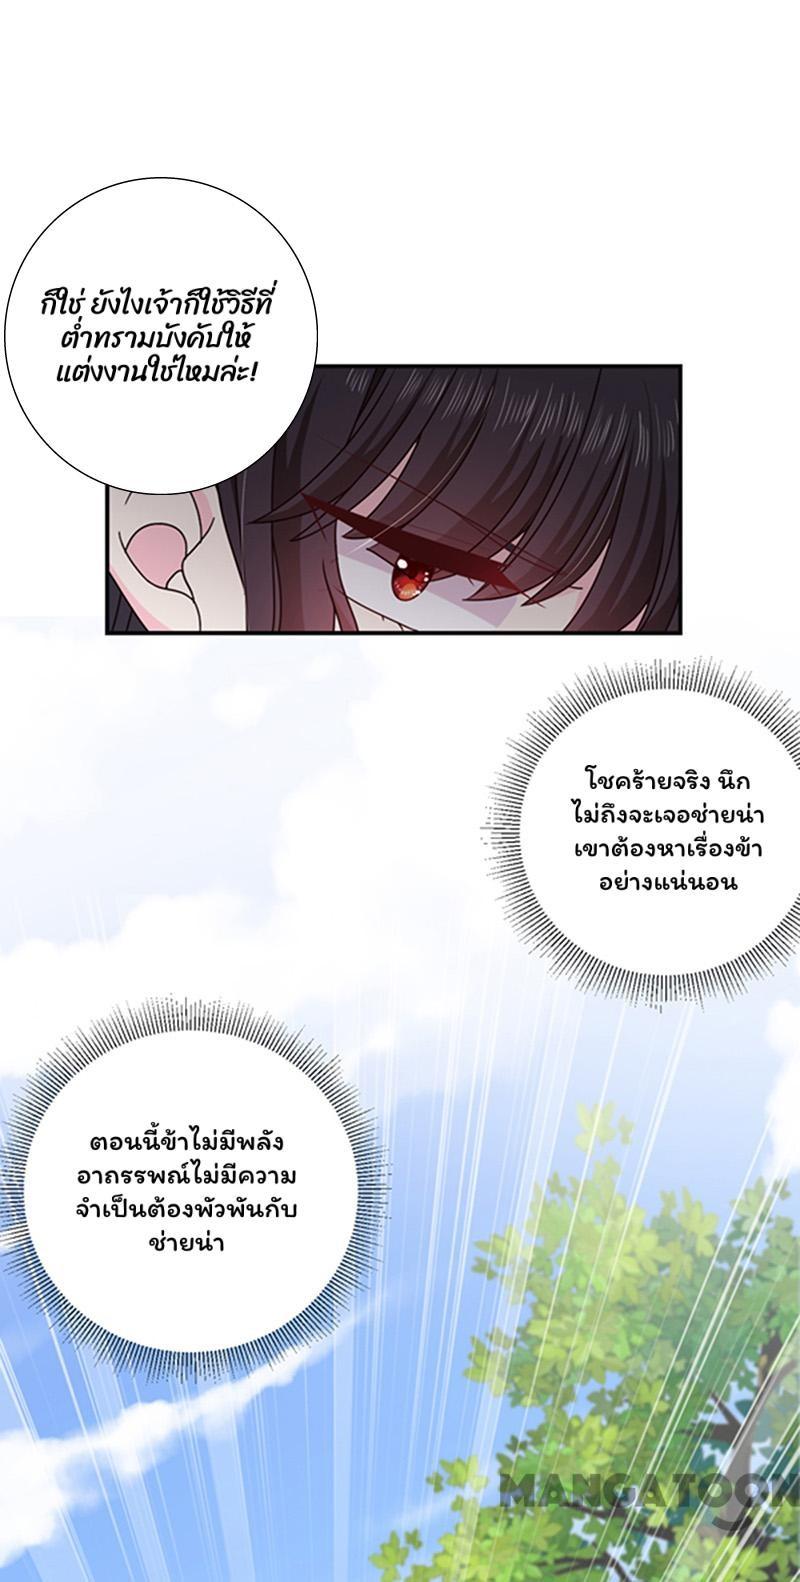 ก็ใช่ ยังไงเจ้าก็ใช้วิธีที่
ต่ำทรามบังคับให้
แต่งงานใช่ไหมล่ะ!
โชคร้ายจริง นึก
ไม่ถึงจะเจอช่ายน่า
เขาต้องหาเรื่องข้า
อย่างแน่นอน
ตอนนี้ข้าไม่มีพลัง
อาถรรพณ์ไม่มีความ
จำเป็นต้องพัวพันกับ
ช่ายน่า
MANGATOON